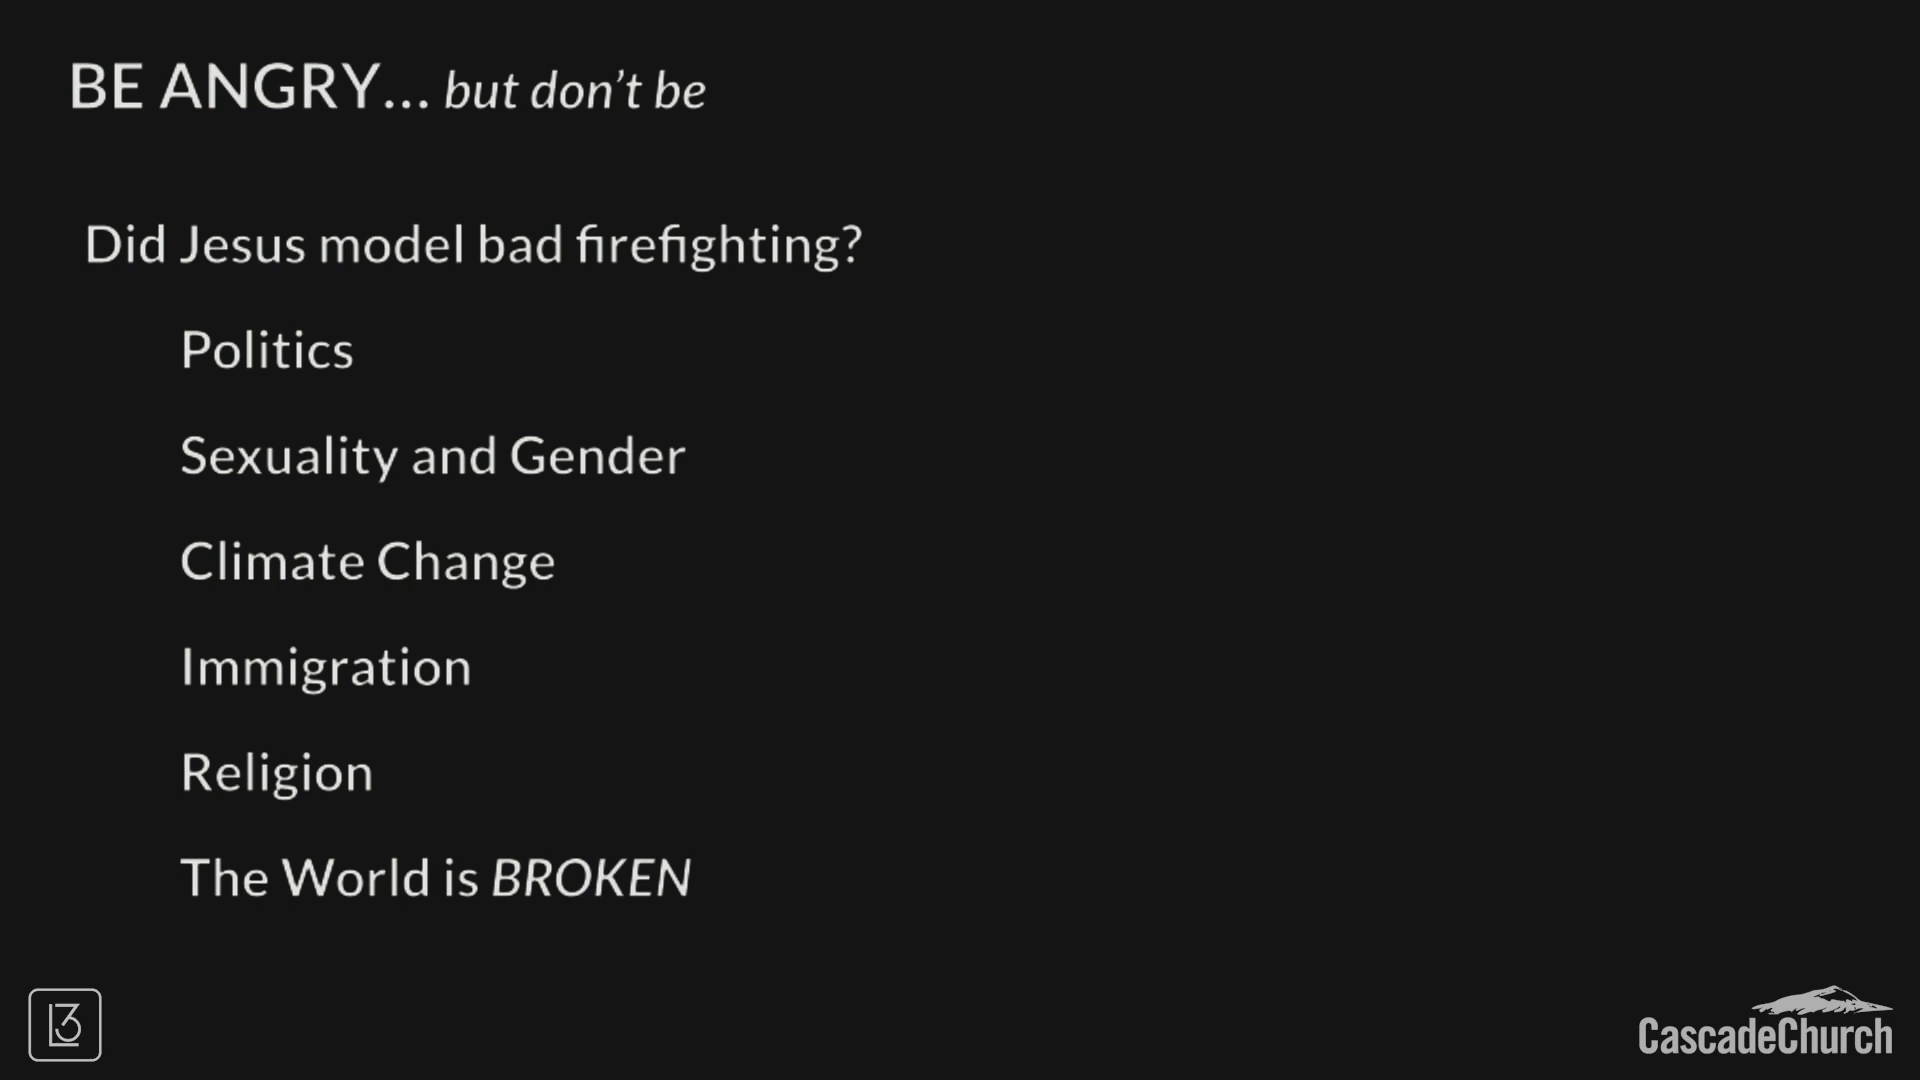 BE ANGRY... but don't be
Did Jesus model bad firefighting?
Politics
Sexuality and Gender
Climate Change
Immigration
Religion
The World is BROKEN
L3
CascadeChurch